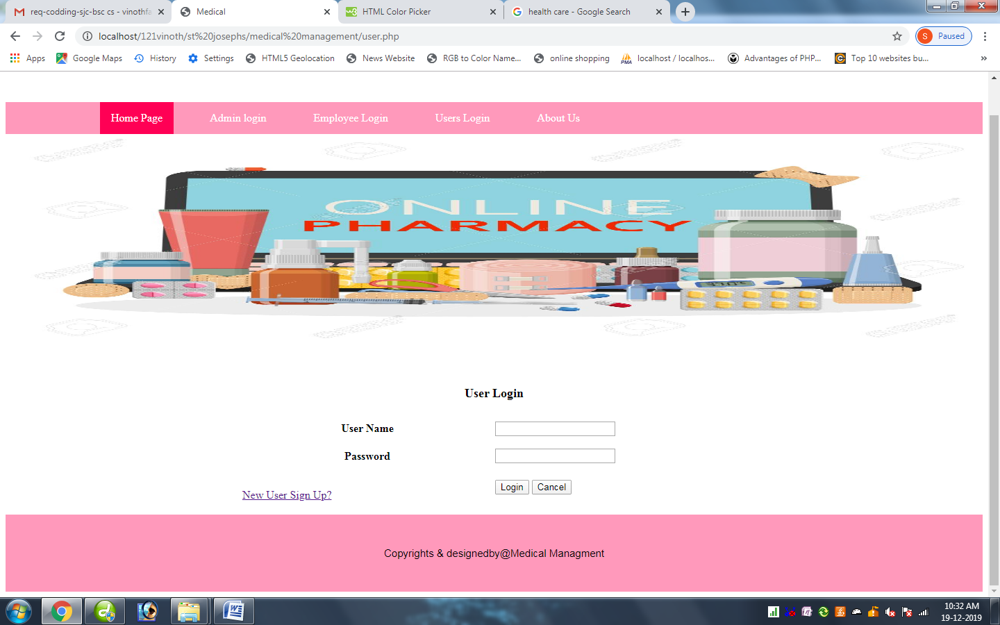 req-codding-sjc-bsc cs - vinothfa
Medical
HTML Color Picker
health care - Google Search
localhost/121vinoth/st%20josephs/medical%20management/user.php
S Paused
Apps
Google Maps
History
Settings
HTML5 Geolocation
News Website
RGB to Color Name...
online shopping
localhost / localhos...
Advantages of PHP...
Top 10 websites bu...
»
Home Page
Admin login
Employee Login
Users Login
About Us
ONLINE
PHARMACY
37.0°C
User Login
User Name
Password
Login Cancel
New User Sign Up?
Copyrights & designedby@Medical Managment
10:32 AM
19-12-2019